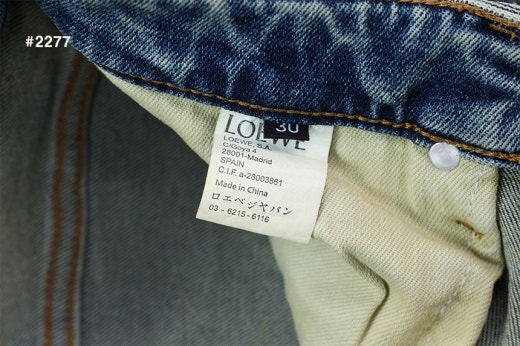 #2277
30
LOEWE
LOEWE, S.A.
C/Goya 4
28001-Madrid
SPAIN
C.I.F. a-28003861
Made in China
ロエベジャパン
03 - 6215-6116